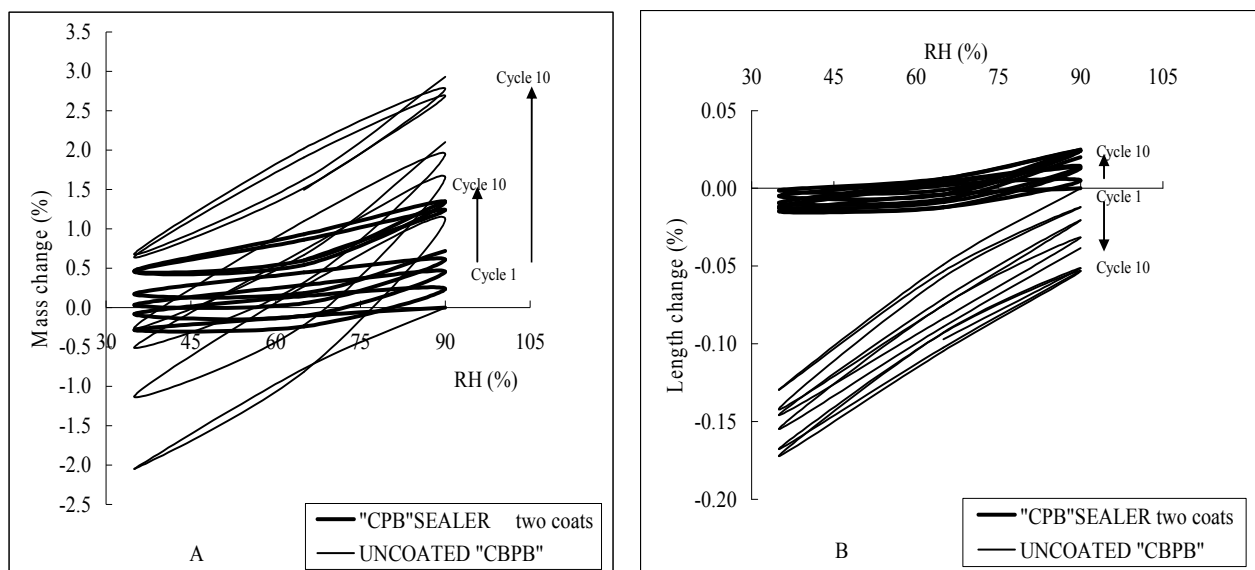 4.0
3.5
3.0
2.5
2.0
1.5
1.0
0.5
0.0
-0.5
-1.0
-1.5
-2.0
-2.5
Mass change (%)
30 45 60 75 90 105
RH (%)
Cycle 10
Cycle 10
Cycle 1
A
"CPB"SEALER two coats
UNCOATED "CBPB"
RH (%)
30 45 60 75 90 105
0.05
0.00
-0.05
-0.10
-0.15
-0.20
Length change (%)
Cycle 10
Cycle 1
Cycle 10
B
"CPB"SEALER two coats
UNCOATED "CBPB"